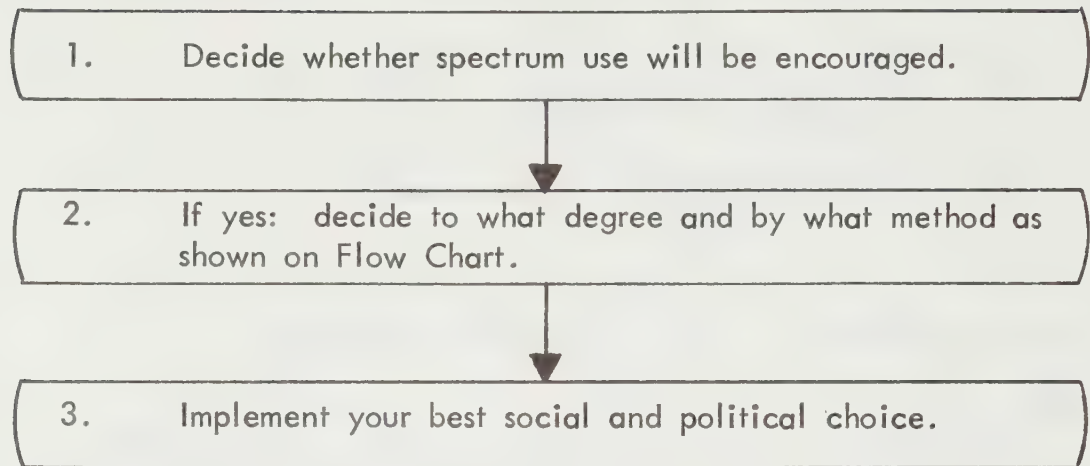 1. Decide whether spectrum use will be encouraged.
2. If yes: decide to what degree and by what method as
shown on Flow Chart.
3. Implement your best social and political choice.